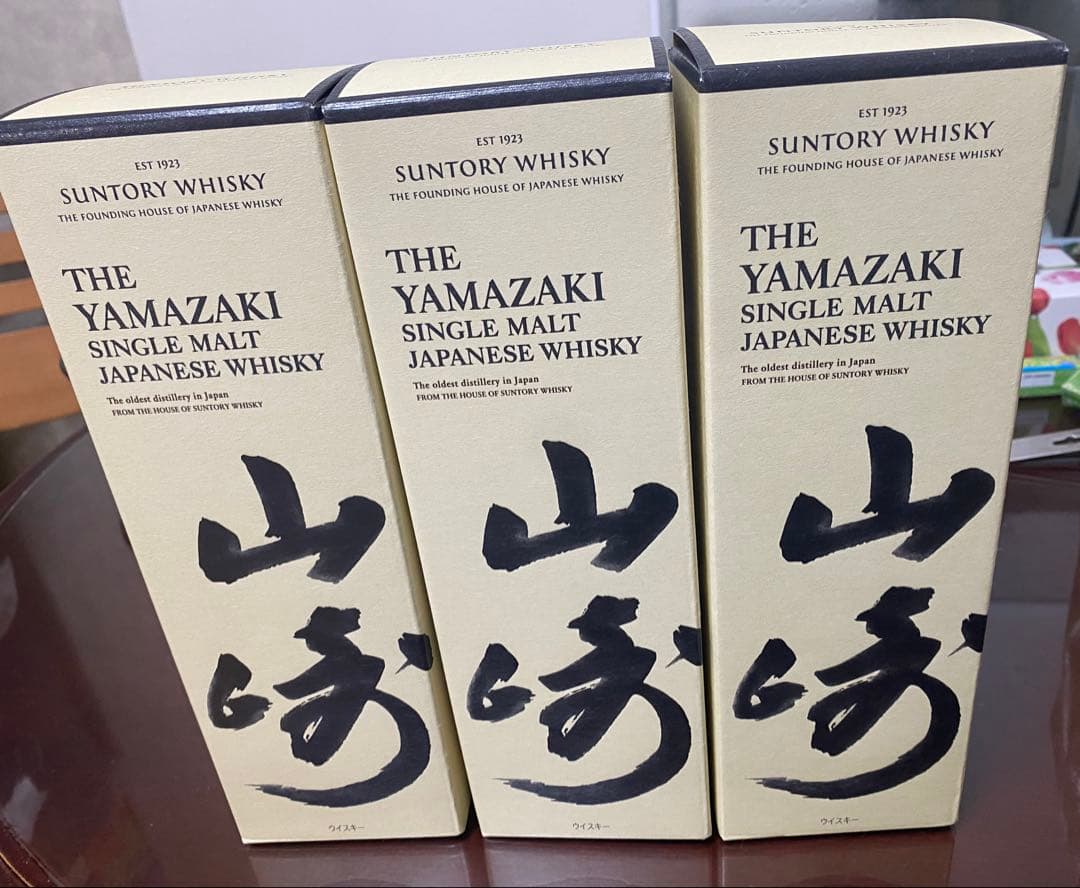 EST 1923
SUNTORY WHISKY
THE FOUNDING HOUSE OF JAPANESE WHISKY
THE
YAMAZAKI
SINGLE MALT
JAPANESE WHISKY
The oldest distillery in Japan
FROM THE HOUSE OF SUNTORY WHISKY
山
崎
ウイスキー
EST 1923
SUNTORY WHISKY
THE FOUNDING HOUSE OF JAPANESE WHISKY
THE
YAMAZAKI
SINGLE MALT
JAPANESE WHISKY
The oldest distillery in Japan
FROM THE HOUSE OF SUNTORY WHISKY
山
崎
ウイスキー
EST 1923
SUNTORY WHISKY
THE FOUNDING HOUSE OF JAPANESE WHISKY
THE
YAMAZAKI
SINGLE MALT
JAPANESE WHISKY
The oldest distillery in Japan
FROM THE HOUSE OF SUNTORY WHISKY
山
崎
ウイスキー